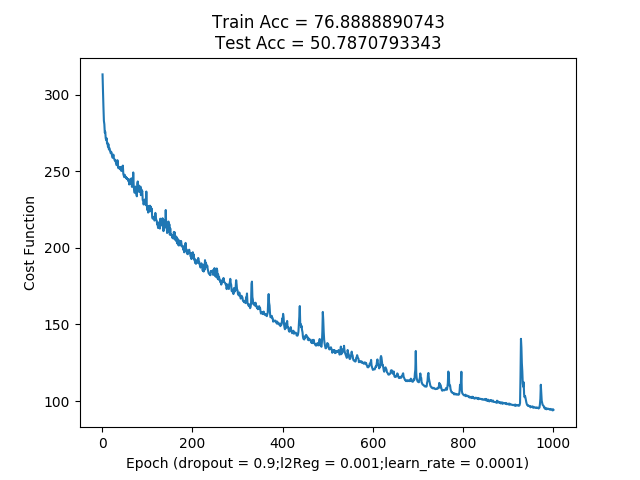 Train Acc = 76.8888890743
Test Acc = 50.7870793343
Cost Function
300
250
200
150
100
0 200 400 600 800 1000
Epoch (dropout = 0.9;l2Reg = 0.001;learn_rate = 0.0001)